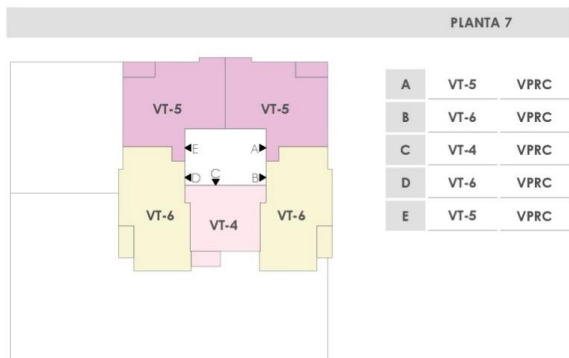 PLANTA 7
VT-5 VT-5
E A
D C B
VT-6 VT-4 VT-6
A VT-5 VPRC
B VT-6 VPRC
C VT-4 VPRC
D VT-6 VPRC
E VT-5 VPRC